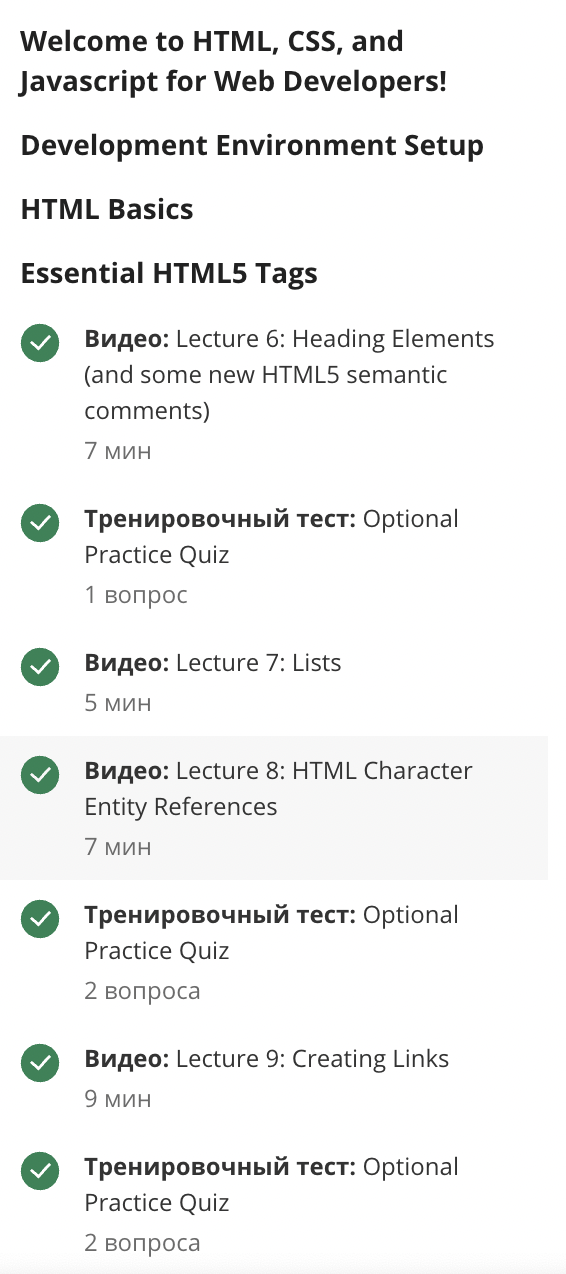 Welcome to HTML, CSS, and
Javascript for Web Developers!
Development Environment Setup
HTML Basics
Essential HTML5 Tags
Видео: Lecture 6: Heading Elements
(and some new HTML5 semantic
comments)
7 мин
Тренировочный тест: Optional
Practice Quiz
1 вопрос
Видео: Lecture 7: Lists
5 мин
Видео: Lecture 8: HTML Character
Entity References
7 мин
Тренировочный тест: Optional
Practice Quiz
2 вопроса
Видео: Lecture 9: Creating Links
9 мин
Тренировочный тест: Optional
Practice Quiz
2 вопроса